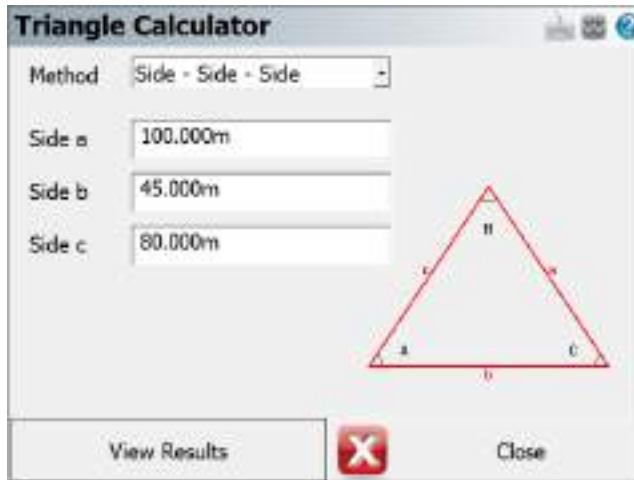 Triangle Calculator
Method Side - Side - Side
Side a 100.000m
Side b 45.000m
Side c 80.000m
B
c a
A C
b
View Results Close